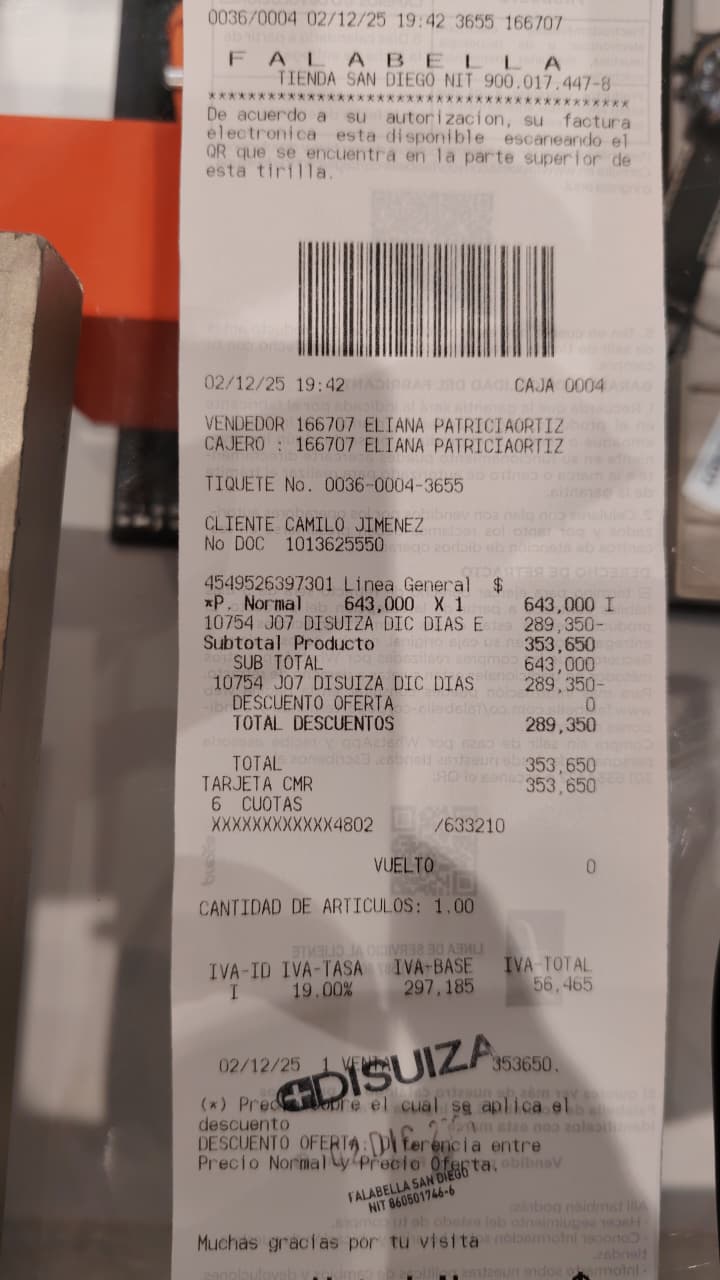 0036/0004 02/12/25 19:42 3655 166707
F A L A B E L L A
TIENDA SAN DIEGO NIT 900.017.447-8
******************************************
De acuerdo a su autorizacion, su factura
electronica esta disponible escaneando el
QR que se encuentra en la parte superior de
esta tirilla.
02/12/25 19:42 CAJA 0004
VENDEDOR 166707 ELIANA PATRICIAORTIZ
CAJERO : 166707 ELIANA PATRICIAORTIZ
TIQUETE No. 0036-0004-3655
CLIENTE CAMILO JIMENEZ
No DOC 1013625550
4549526397301 Linea General $
*P. Normal 643,000 X 1 643,000 I
10754 J07 DISUIZA DIC DIAS E 289,350-
Subtotal Producto 353,650
SUB TOTAL 643,000
10754 J07 DISUIZA DIC DIAS 289,350-
DESCUENTO OFERTA 0
TOTAL DESCUENTOS 289,350
TOTAL 353,650
TARJETA CMR 353,650
6 CUOTAS
XXXXXXXXXXXX4802 /633210
VUELTO 0
CANTIDAD DE ARTICULOS: 1.00
IVA-ID IVA-TASA IVA-BASE IVA-TOTAL
I 19.00% 297,185 56,465
02/12/25 1 VENTA 353650.
DISUIZA
(*) Precio sobre el cual se aplica el
descuento
DESCUENTO OFERTA: Diferencia entre
Precio Normal y Precio Oferta.
02 DIC
FALABELLA SAN DIEGO
NIT 860501746-6
Muchas gracias por tu visita